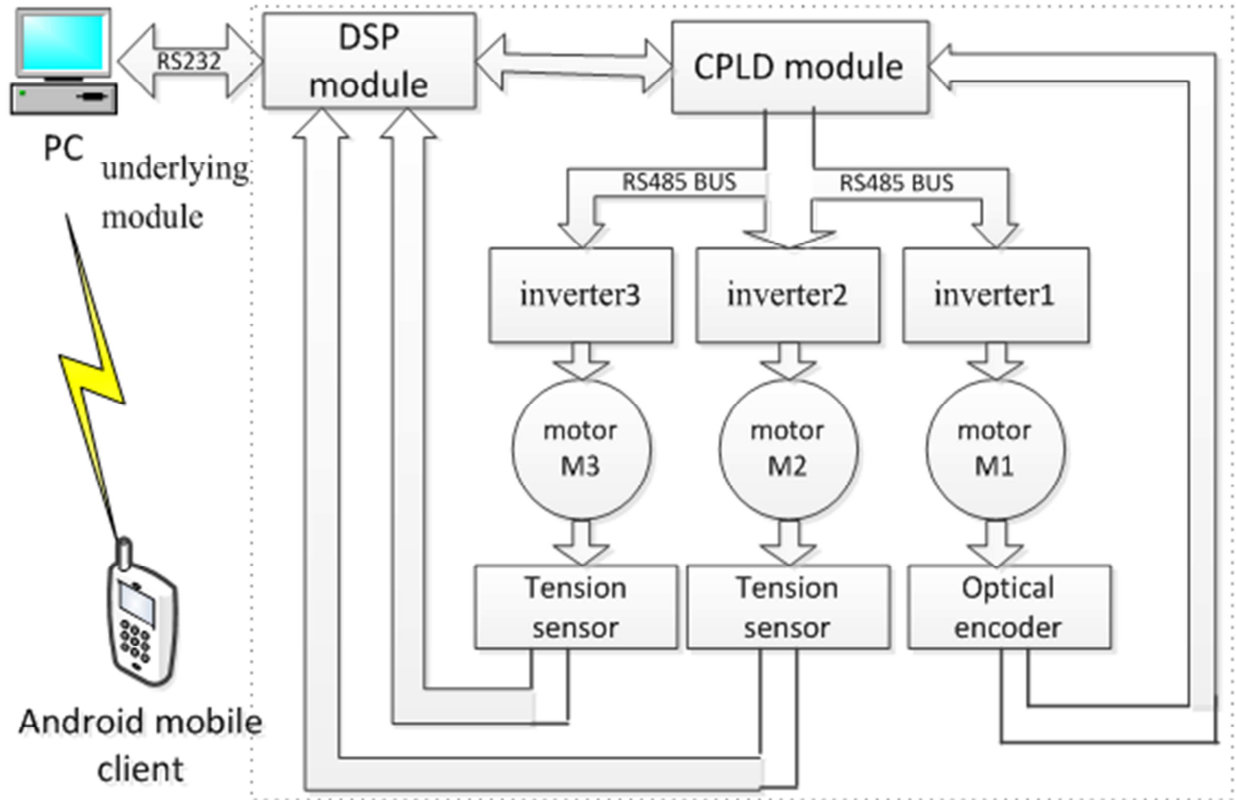 PC
underlying
module
RS232
DSP
module
CPLD module
RS485 BUS
RS485 BUS
inverter3
inverter2
inverter1
motor
M3
motor
M2
motor
M1
Tension
sensor
Tension
sensor
Optical
encoder
Android mobile
client